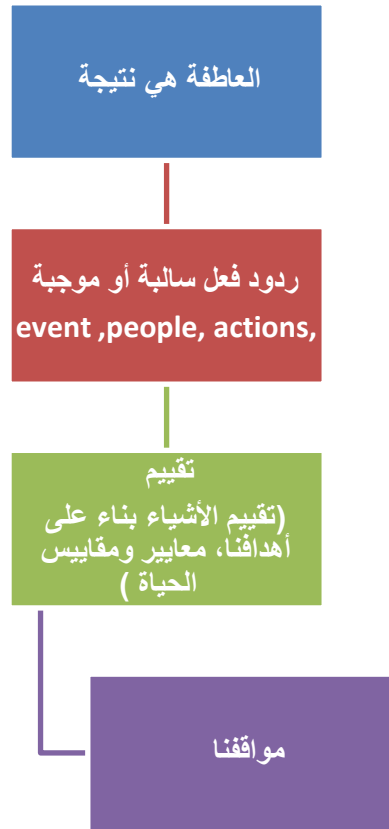 العاطفة هي نتيجة
ردود فعل سالبة أو موجبة
event ,people, actions,
تقييم
(تقييم الأشياء بناء على
أهدافنا، معايير ومقاييس
الحياة )
مواقفنا